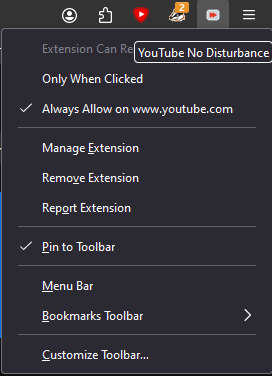 2
Extension Can Re
YouTube No Disturbance
Only When Clicked
Always Allow on www.youtube.com
Manage Extension
Remove Extension
Report Extension
Pin to Toolbar
Menu Bar
Bookmarks Toolbar
Customize Toolbar...